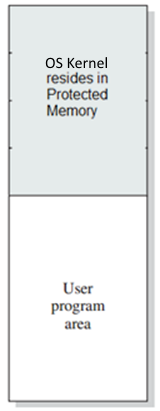 OS Kernel
resides in
Protected
Memory
User
program
area